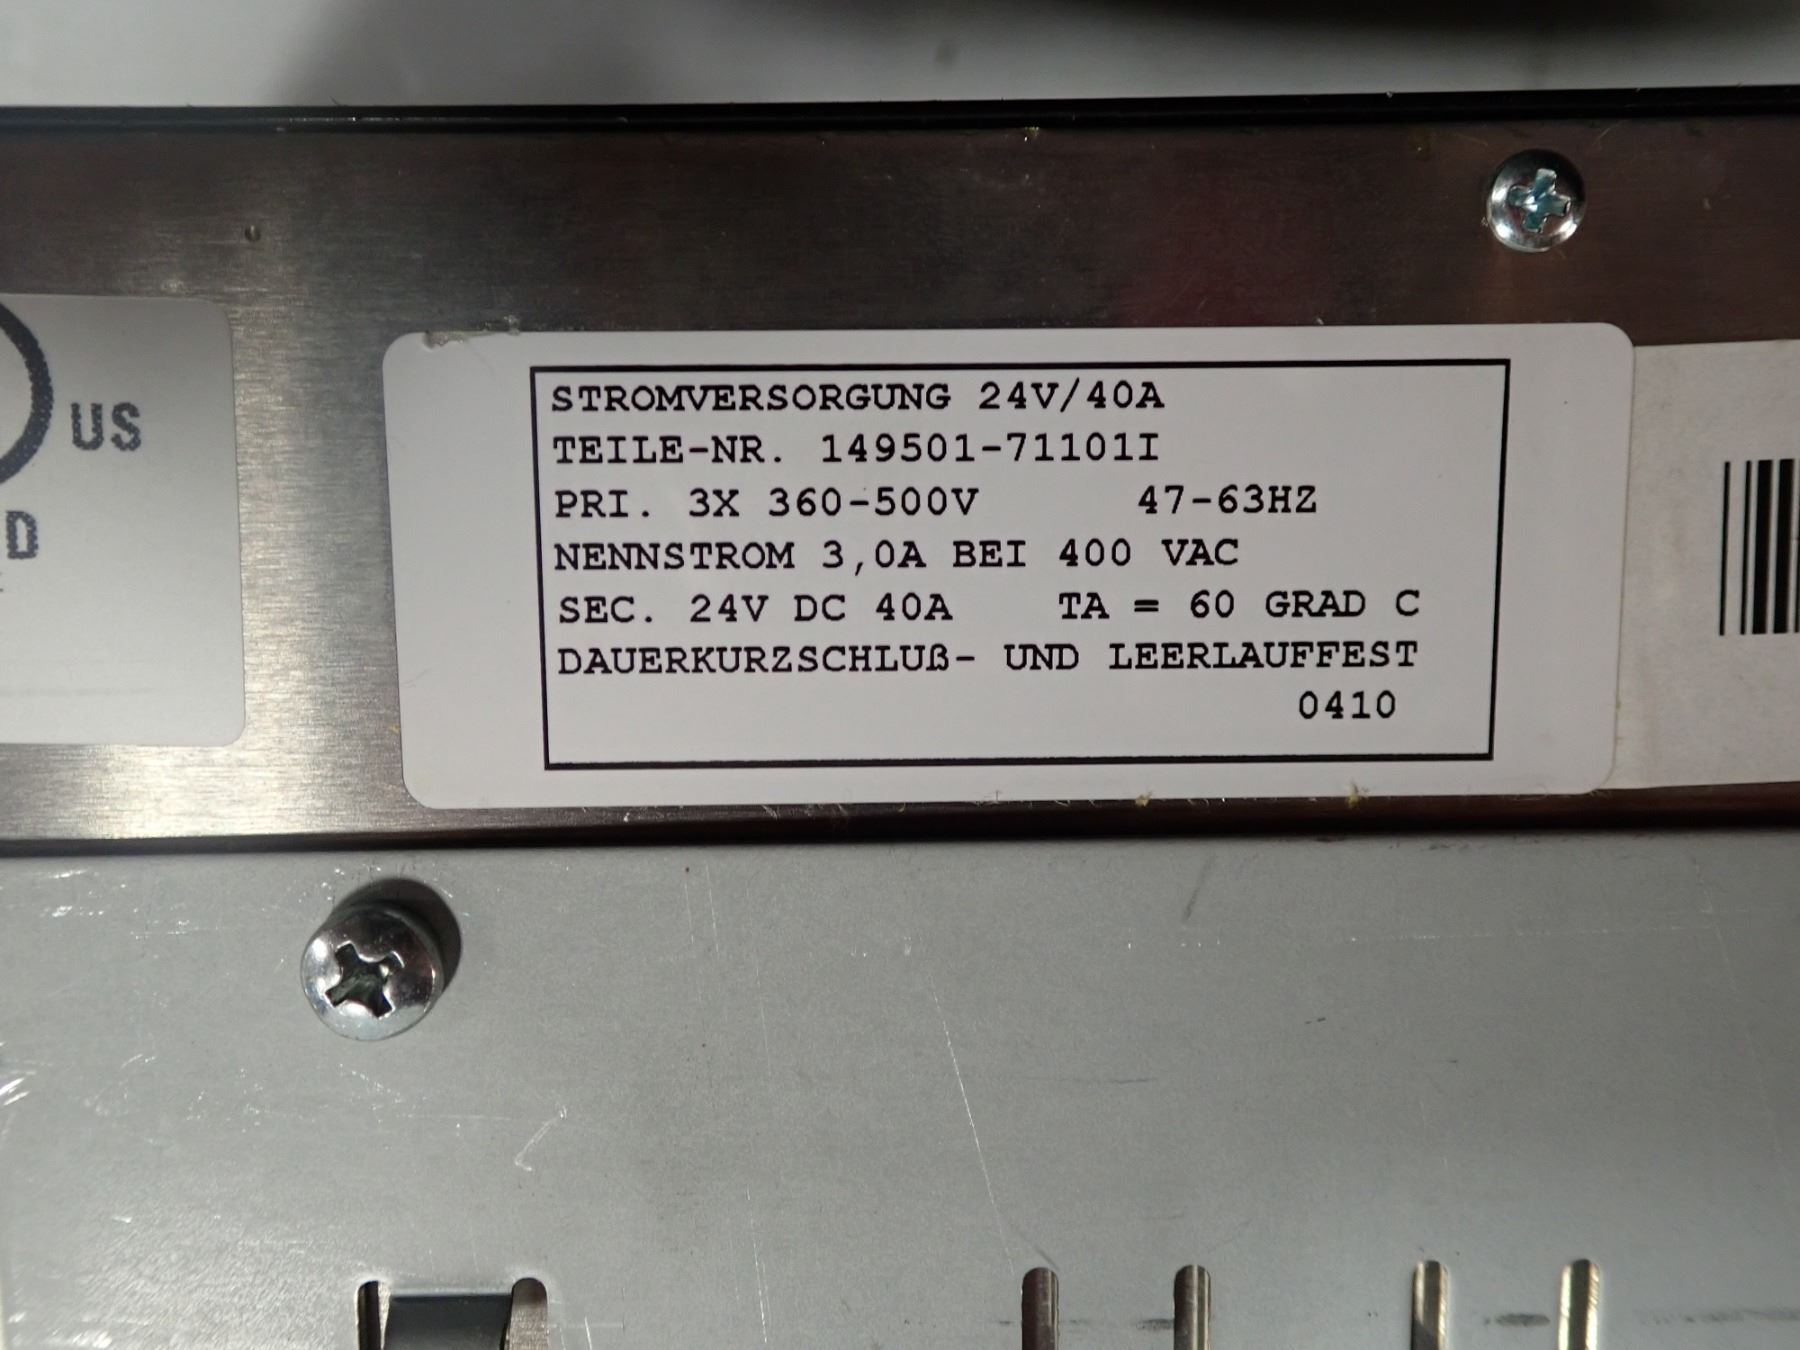 US
D
STROMVERSORGUNG 24V/40A
TEILE-NR. 149501-71101I
PRI. 3X 360-500V 47-63HZ
NENNSTROM 3,0A BEI 400 VAC
SEC. 24V DC 40A TA = 60 GRAD C
DAUERKURZSCHLUß- UND LEERLAUFFEST
0410